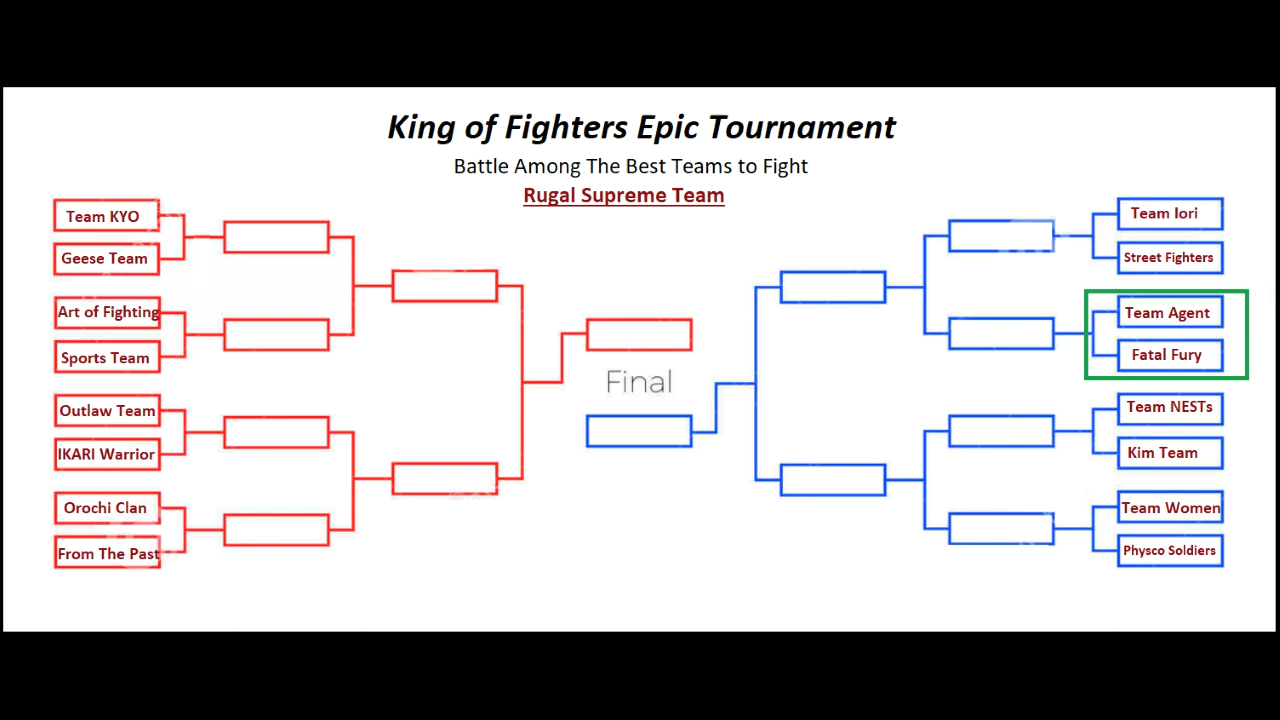 King of Fighters Epic Tournament
Battle Among The Best Teams to Fight
Rugal Supreme Team
Team KYO
Geese Team
Art of Fighting
Sports Team
Outlaw Team
IKARI Warrior
Orochi Clan
From The Past
Final
Team Iori
Street Fighters
Team Agent
Fatal Fury
Team NESTs
Kim Team
Team Women
Physco Soldiers